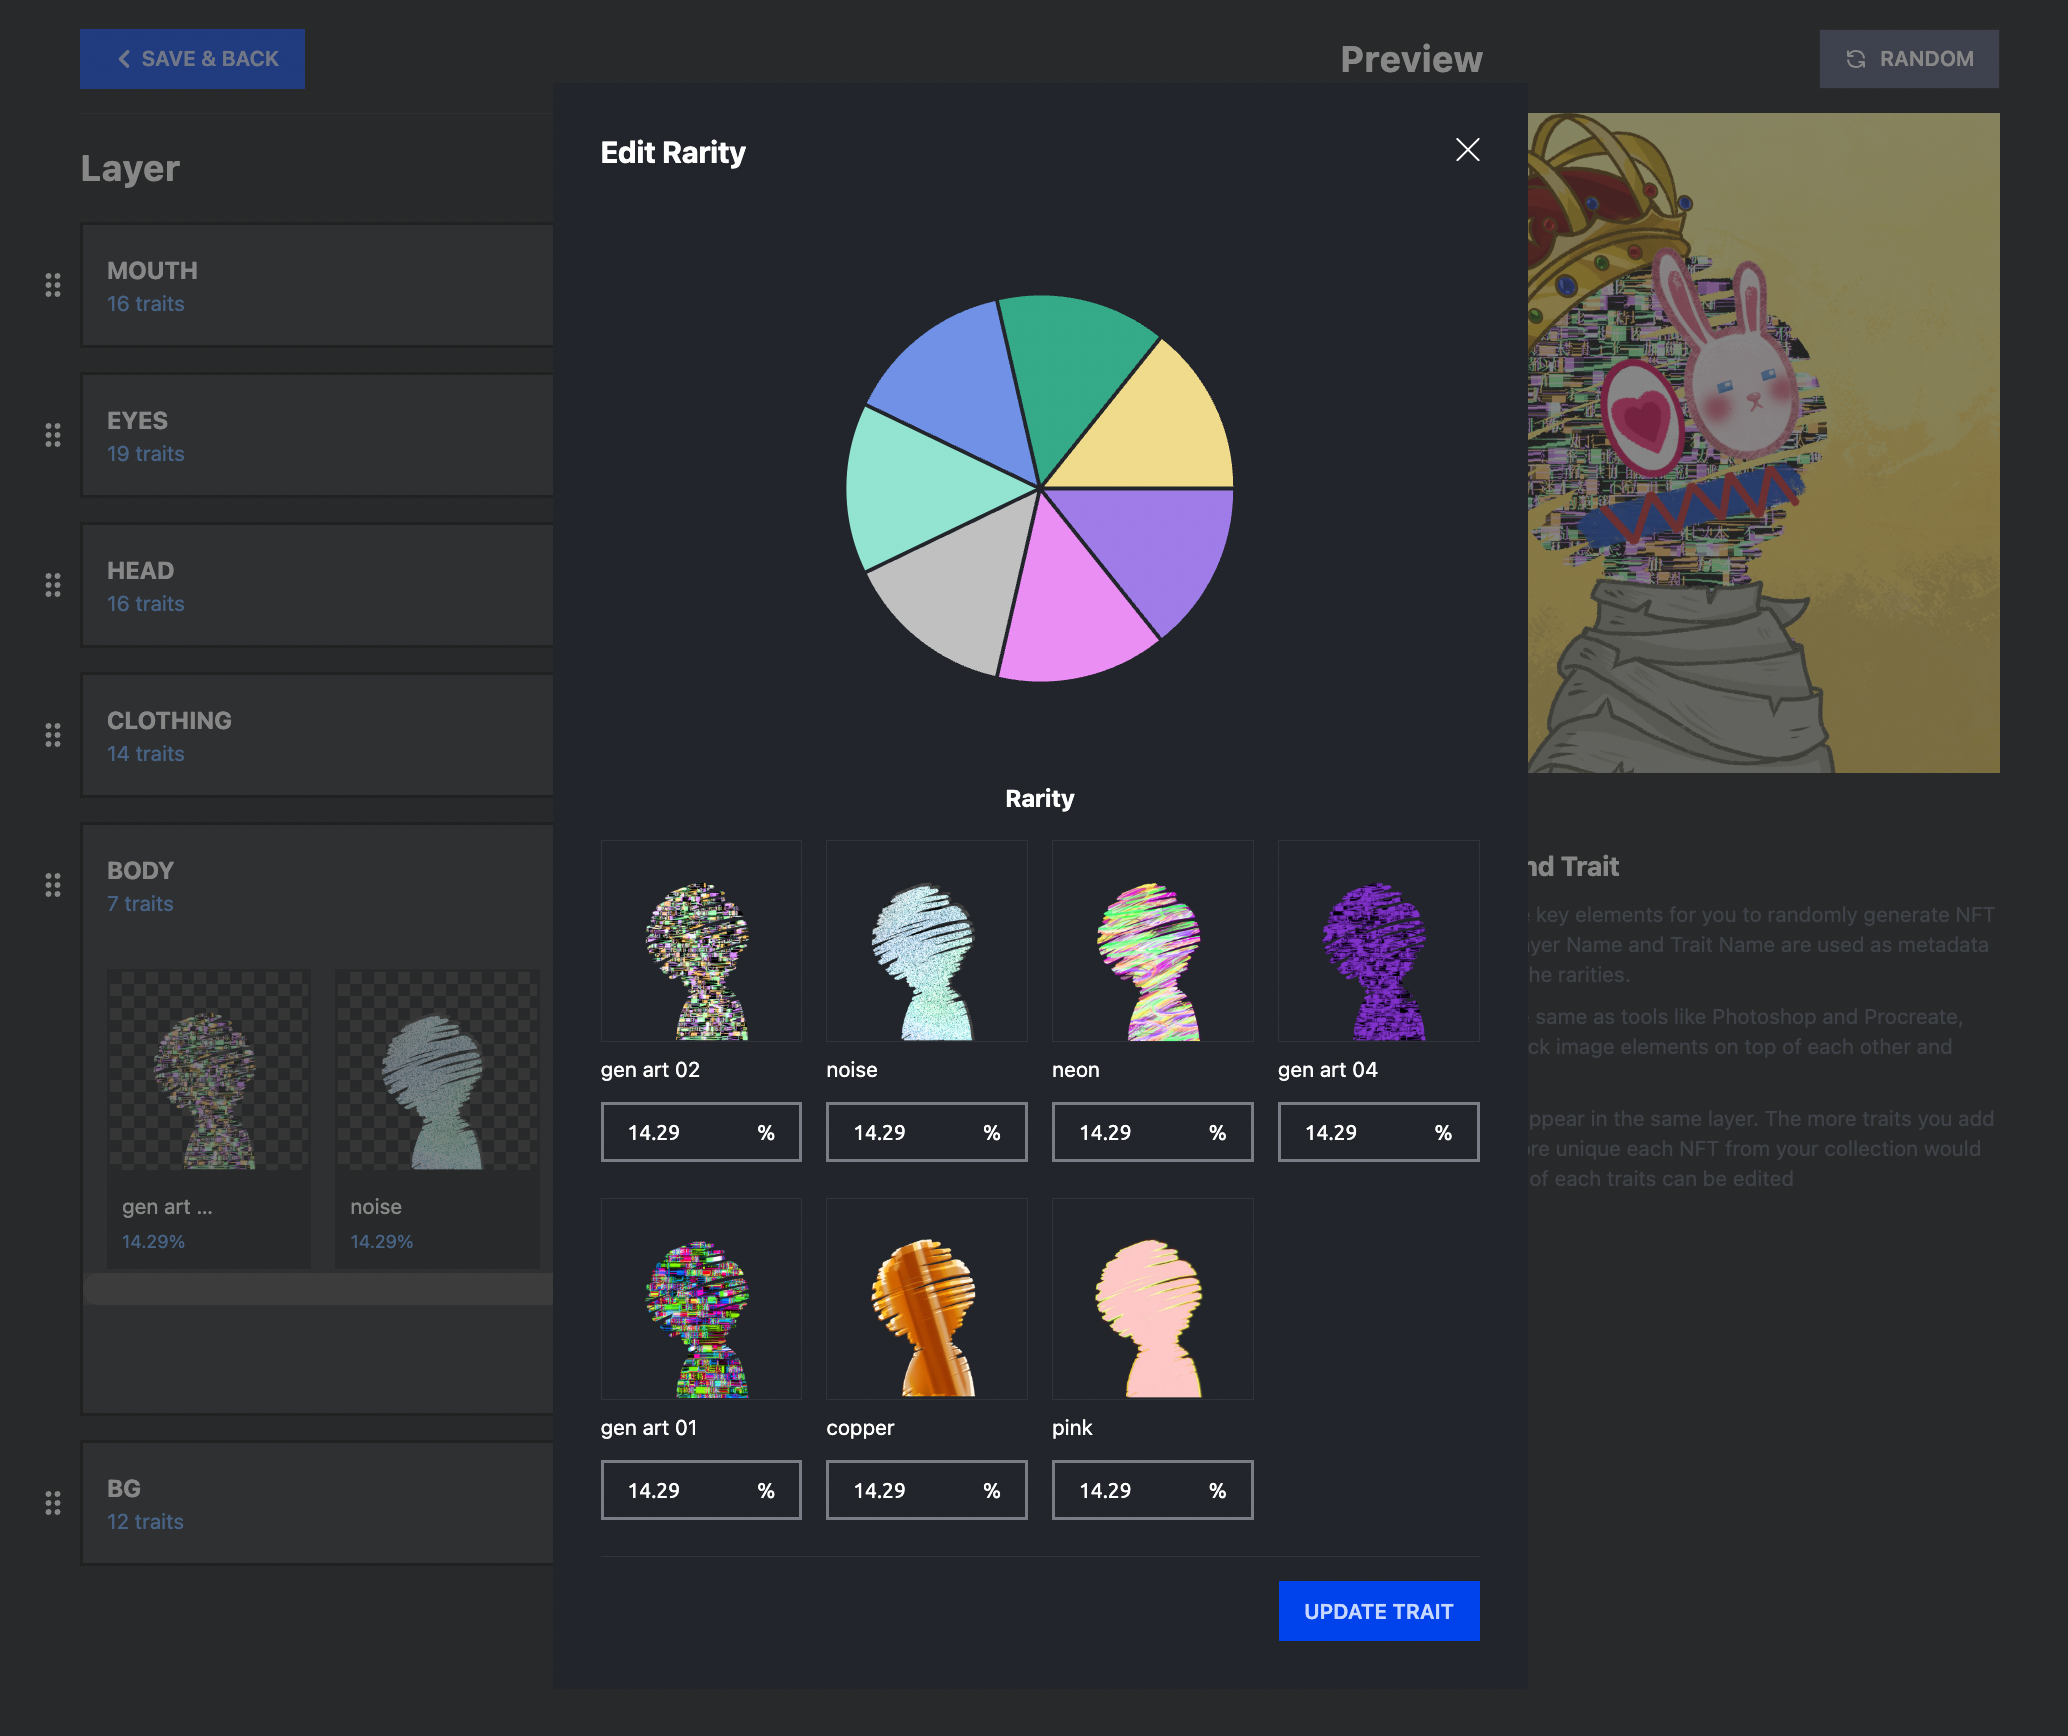 SAVE & BACK
Preview
RANDOM
Layer
MOUTH
16 traits
EYES
19 traits
HEAD
16 traits
CLOTHING
14 traits
BODY
7 traits
gen art ...
14.29%
noise
14.29%
BG
12 traits
Edit Rarity
Rarity
gen art 02
noise
neon
gen art 04
14.29 %
14.29 %
14.29 %
14.29 %
gen art 01
copper
pink
14.29 %
14.29 %
14.29 %
UPDATE TRAIT
Trait
key elements for you to randomly generate NFT
Name and Trait Name are used as metadata
rarities.
same as tools like Photoshop and Procreate,
image elements on top of each other and
in the same layer. The more traits you add
unique each NFT from your collection would
of each traits can be edited